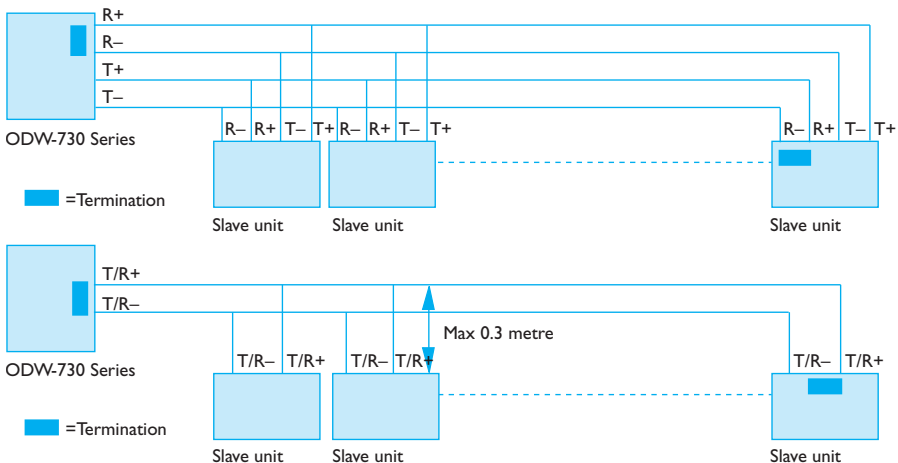 R+
R–
T+
T–
R– R+ T– T+ R– R+ T– T+ R– R+ T– T+
ODW-730 Series
=Termination
Slave unit Slave unit Slave unit
T/R+
T/R–
Max 0.3 metre
T/R– T/R+ T/R– T/R+ T/R– T/R+
ODW-730 Series
=Termination
Slave unit Slave unit Slave unit